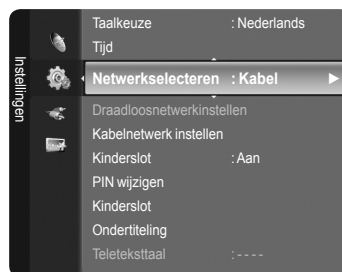 Instellingen
Taalkeuze : Nederlands
Tijd
Netwerkselecteren : Kabel
Draadloosnetwerkinstellen
Kabelnetwerk instellen
Kinderslot : Aan
PIN wijzigen
Kinderslot
Ondertiteling
Teleteksttaal : - - - -